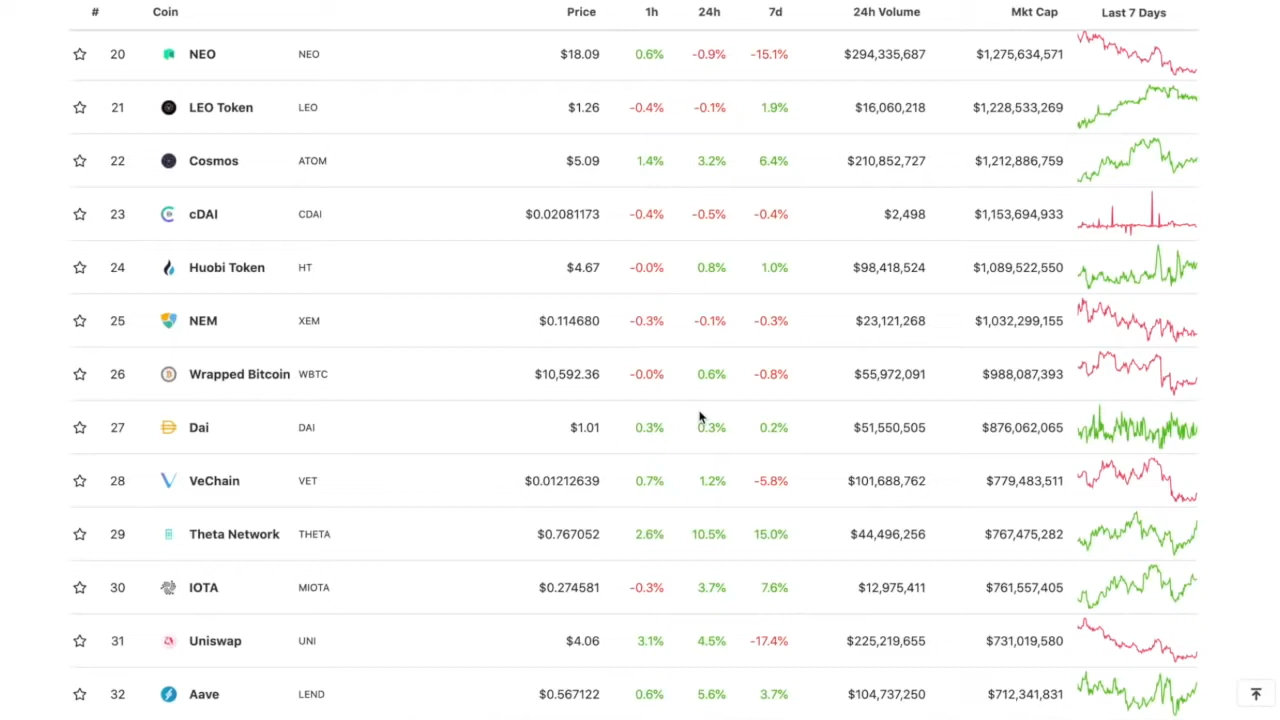 # Coin Price 1h 24h 7d 24h Volume Mkt Cap Last 7 Days
20 NEO NEO $18.09 0.6% -0.9% -15.1% $294,335,687 $1,275,634,571
21 LEO Token LEO $1.26 -0.4% -0.1% 1.9% $16,060,218 $1,228,533,269
22 Cosmos ATOM $5.09 1.4% 3.2% 6.4% $210,852,727 $1,212,886,759
23 cDAI CDAI $0.02081173 -0.4% -0.5% -0.4% $2,498 $1,153,694,933
24 Huobi Token HT $4.67 -0.0% 0.8% 1.0% $98,418,524 $1,089,522,550
25 NEM XEM $0.114680 -0.3% -0.1% -0.3% $23,121,268 $1,032,299,155
26 Wrapped Bitcoin WBTC $10,592.36 -0.0% 0.6% -0.8% $55,972,091 $988,087,393
27 Dai DAI $1.01 0.3% 0.3% 0.2% $51,550,505 $876,062,065
28 VeChain VET $0.01212639 0.7% 1.2% -5.8% $101,688,762 $779,483,511
29 Theta Network THETA $0.767052 2.6% 10.5% 15.0% $44,496,256 $767,475,282
30 IOTA MIOTA $0.274581 -0.3% 3.7% 7.6% $12,975,411 $761,557,405
31 Uniswap UNI $4.06 3.1% 4.5% -17.4% $225,219,655 $731,019,580
32 Aave LEND $0.567122 0.6% 5.6% 3.7% $104,737,250 $712,341,831